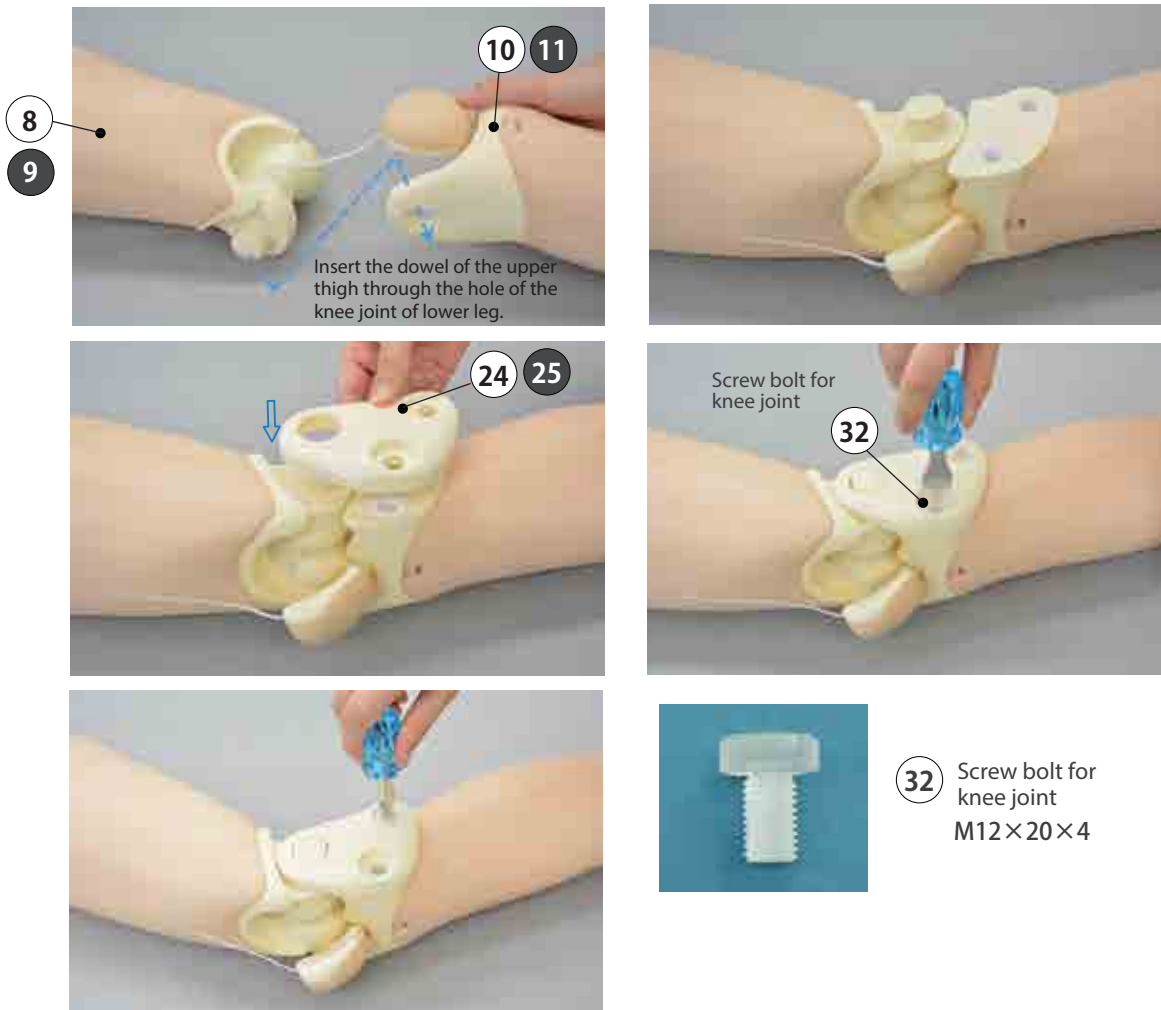 10 11
8
9
Insert the dowel of the upper
thigh through the hole of the
knee joint of lower leg.
24 25
Screw bolt for
knee joint
32
32 Screw bolt for
knee joint
M12×20×4